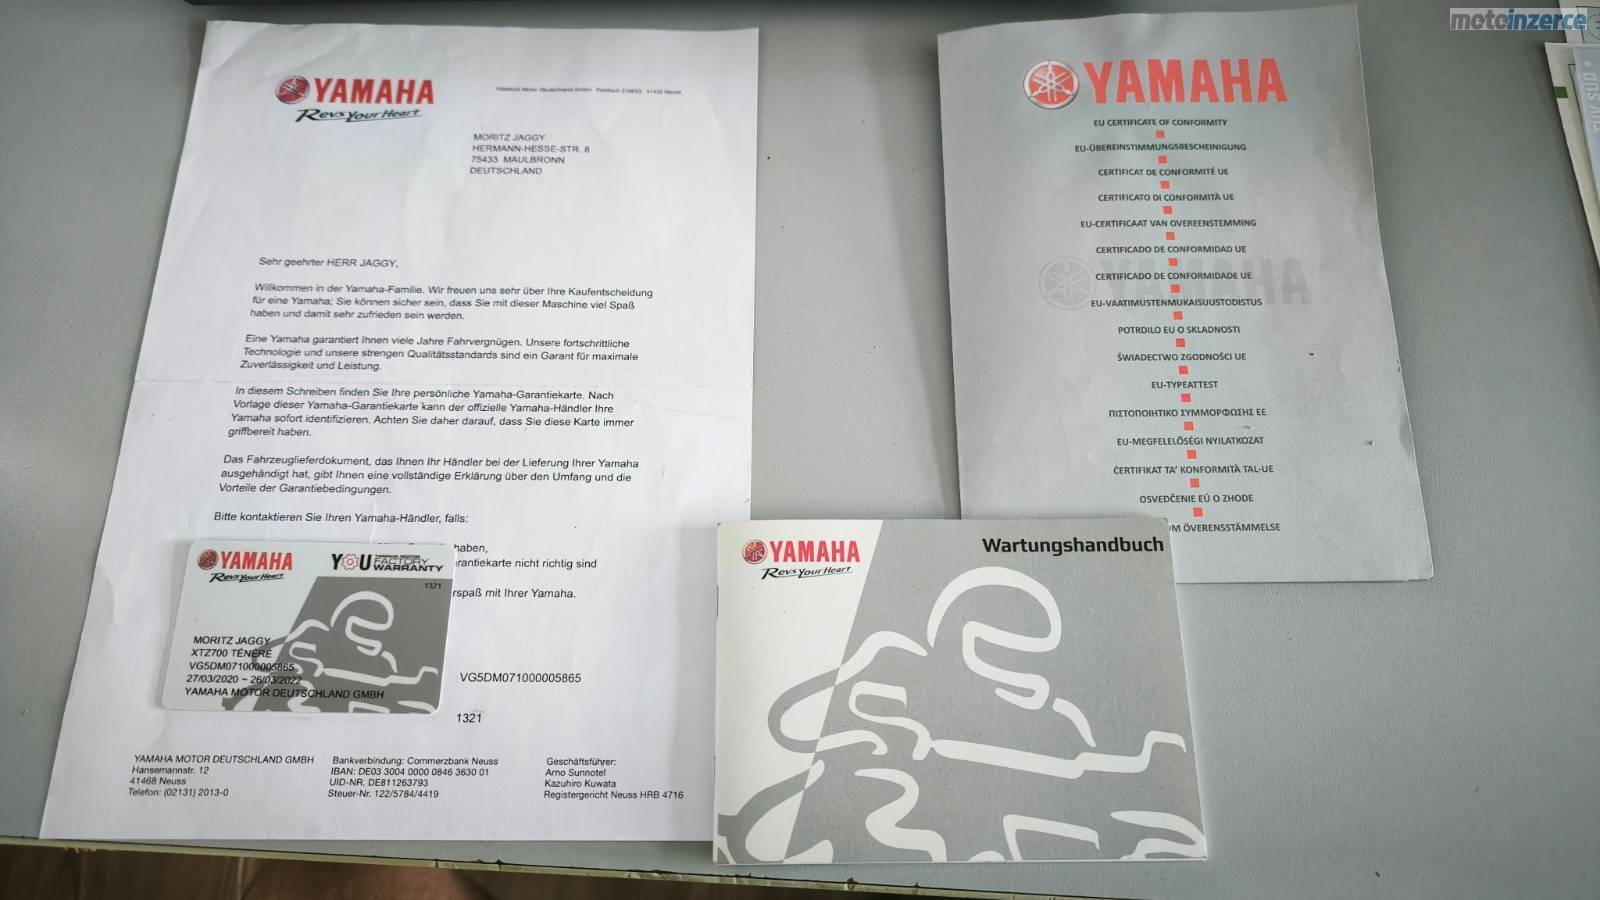 YAMAHA
Revs Your Heart
Yamaha Motor Deutschland GmbH
41432 Neuss
MORITZ JAGGY
HERMANN-HESSE-STR. 8
75433 MAULBRONN
DEUTSCHLAND
Sehr geehrter HERR JAGGY,
Willkommen in der Yamaha-Familie. Wir freuen uns sehr über Ihre Kaufentscheidung
für eine Yamaha; Sie können sicher sein, dass Sie mit dieser Maschine viel Spaß
haben und damit sehr zufrieden sein werden.
Eine Yamaha garantiert Ihnen viele Jahre Fahrvergnügen. Unsere fortschrittliche
Technologie und unsere strengen Qualitätsstandards sind ein Garant für maximale
Zuverlässigkeit und Leistung.
In diesem Schreiben finden Sie Ihre persönliche Yamaha-Garantiekarte. Nach
Vorlage dieser Yamaha-Garantiekarte kann der offizielle Yamaha-Händler Ihre
Yamaha sofort identifizieren. Achten Sie daher darauf, dass Sie diese Karte immer
griffbereit haben.
Das Fahrzeuglieferdokument, das Ihnen Ihr Händler bei der Lieferung Ihrer Yamaha
ausgehändigt hat, gibt Ihnen eine vollständige Erklärung über den Umfang und die
Vorteile der Garantiebedingungen.
Bitte kontaktieren Sie Ihren Yamaha-Händler, falls:
haben,
rantiekarte nicht richtig sind
rspaß mit Ihrer Yamaha.
VG5DM071000005865
1321
YAMAHA MOTOR DEUTSCHLAND GMBH
Hansemannstr. 12
41468 Neuss
Telefon: (02131) 2013-0
Bankverbindung: Commerzbank Neuss
IBAN: DE03 3004 0000 0846 3630 01
UID-NR. DE811263793
Steuer-Nr. 122/5784/4419
Geschäftsführer:
Arno Sunnotel
Kazuhiro Kuwata
Registergericht Neuss HRB 4716
YAMAHA
Revs Your Heart
YOU YAMAHA MOTOR FACTORY WARRANTY
1321
MORITZ JAGGY
XTZ700 TÉNÉRÉ
VG5DM071000005865
27/03/2020 ~ 26/03/2022
YAMAHA MOTOR DEUTSCHLAND GMBH
YAMAHA
EU CERTIFICATE OF CONFORMITY
EU-ÜBEREINSTIMMUNGSBESCHEINIGUNG
CERTIFICAT DE CONFORMITÉ UE
CERTIFICATO DI CONFORMITÀ UE
EU-CERTIFICAAT VAN OVEREENSTEMMING
CERTIFICADO DE CONFORMIDAD UE
CERTIFICADO DE CONFORMIDADE UE
EU-VAATIMUSTENMUKAISUUSTODISTUS
POTRDILO EU O SKLADNOSTI
ŚWIADECTWO ZGODNOŚCI UE
EU-TYPEATTEST
ΠΙΣΤΟΠΟΙΗΤΙΚΟ ΣΥΜΜΟΡΦΩΣΗΣ ΕΕ
EU-MEGFELELŐSÉGI NYILATKOZAT
ĊERTIFIKAT TA' KONFORMITÀ TAL-UE
OSVEDČENIE EÚ O ZHODE
OM ÖVERENSSTÄMMELSE
YAMAHA
Revs Your Heart
Wartungshandbuch
motoinzerce
TÜV SÜD